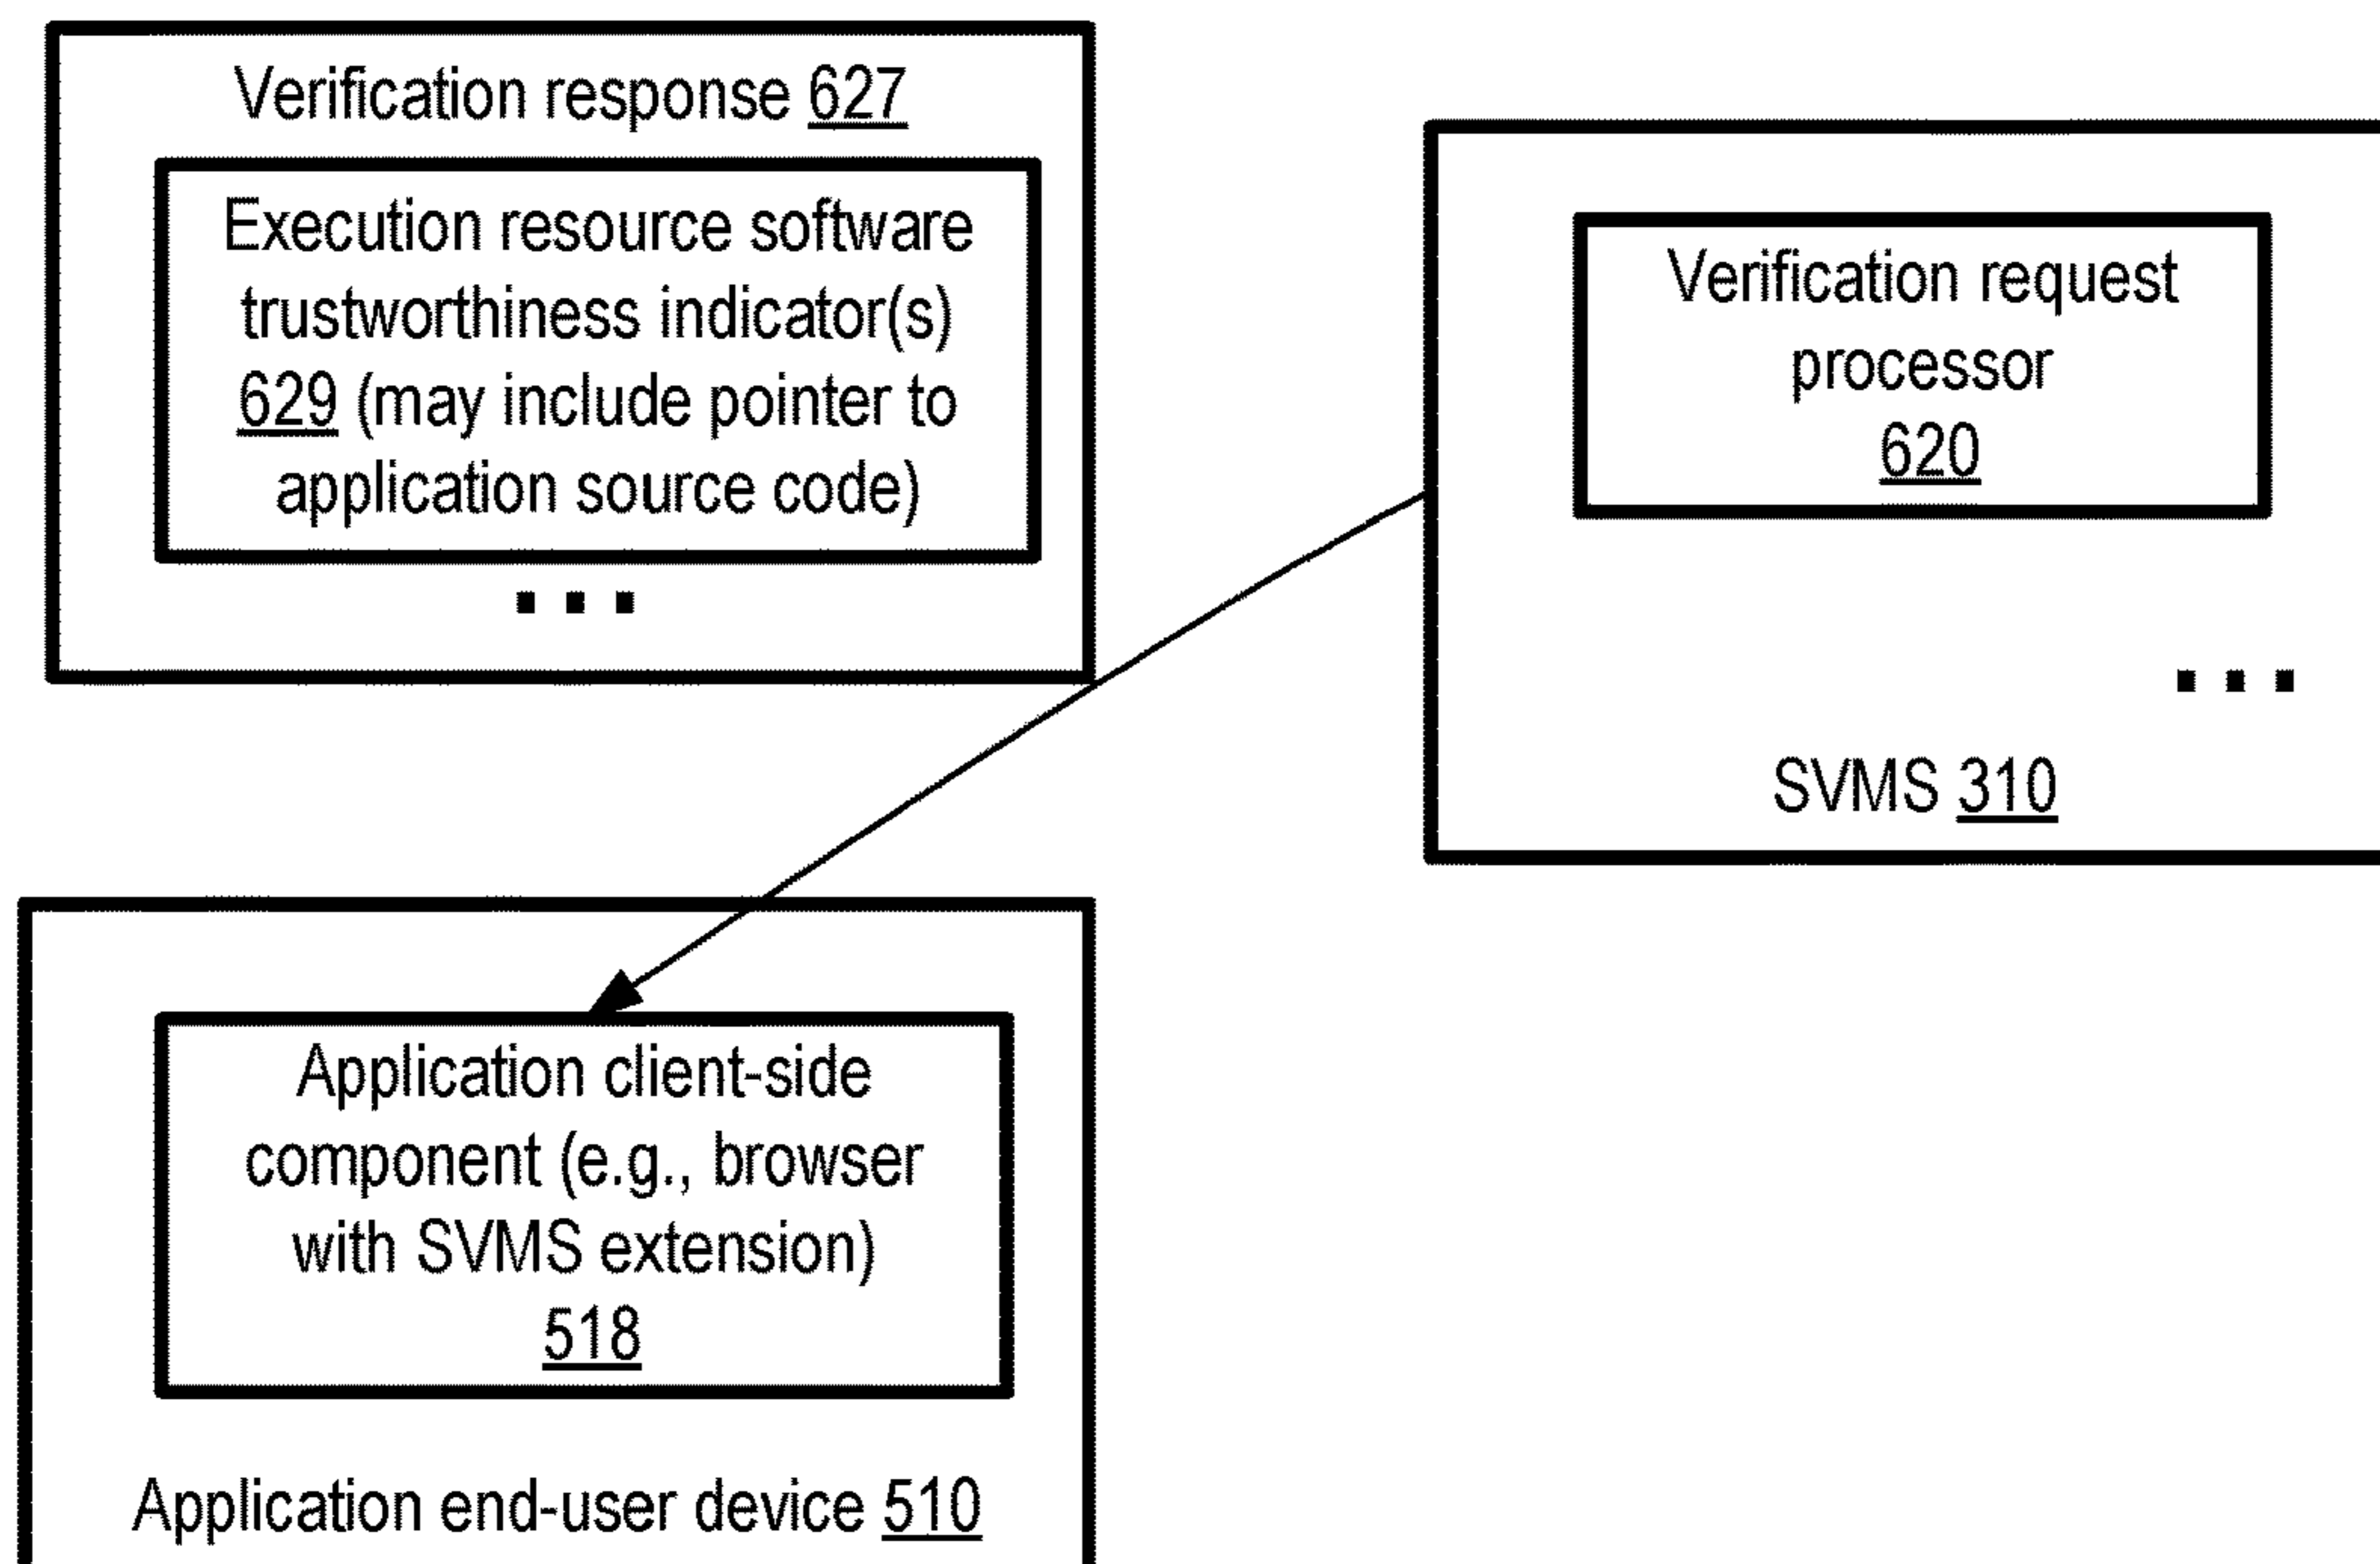 Verification response 627
Execution resource software
trustworthiness indicator(s)
629 (may include pointer to
application source code)
...
Verification request
processor
620
...
SVMS 310
Application client-side
component (e.g., browser
with SVMS extension)
518
Application end-user device 510